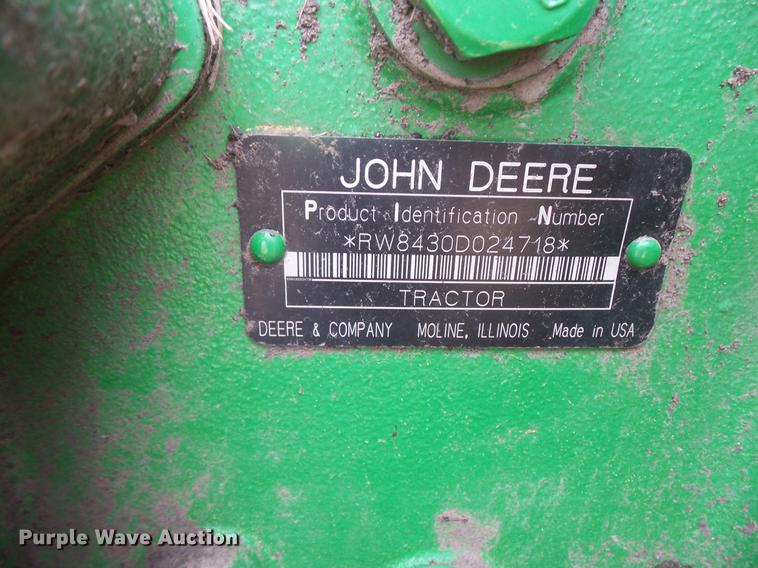 JOHN DEERE
Product Identification Number
*RW8430D024718*
TRACTOR
DEERE & COMPANY MOLINE, ILLINOIS Made in USA
Purple Wave Auction